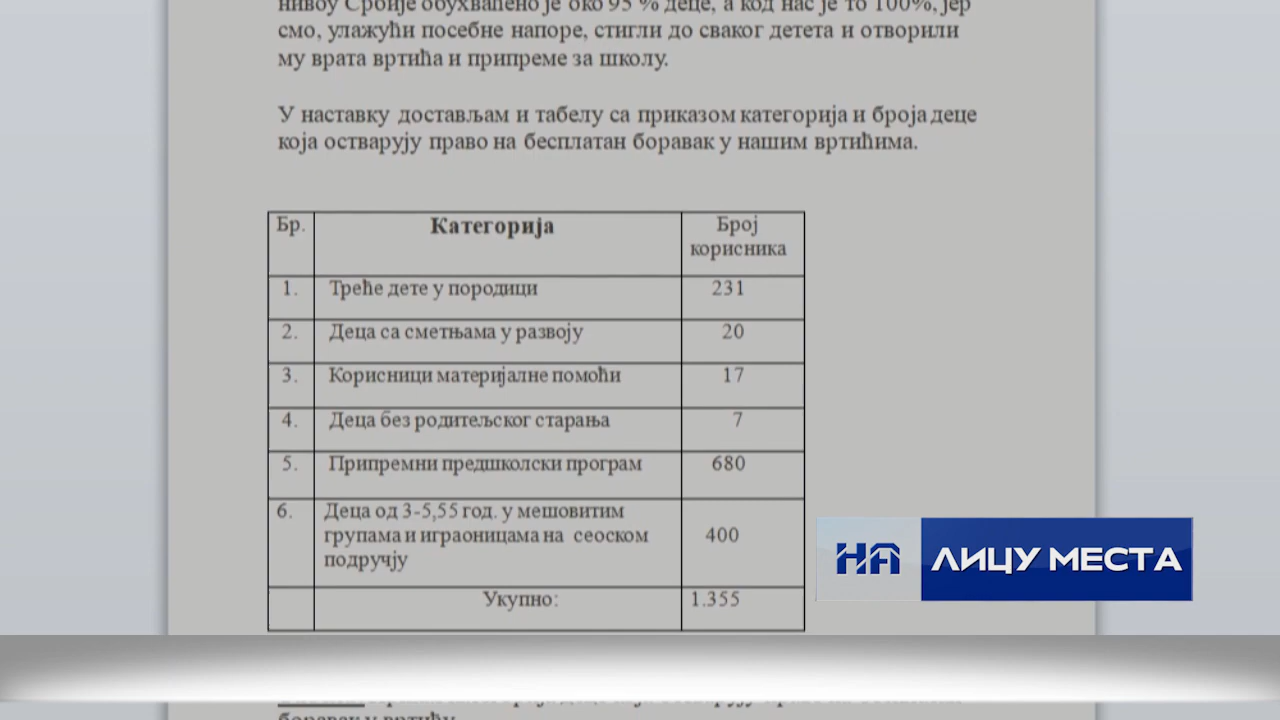 нивоу Србије обухваћено је око 95 % деце, а код нас је то 100%, јер
смо, улажући посебне напоре, стигли до сваког детета и отворили
му врата вртића и припреме за школу.
У наставку достављам и табелу са приказом категорија и броја деце
која остварују право на бесплатан боравак у нашим вртићима.
Бр. Категорија Број корисника
1. Треће дете у породици 231
2. Деца са сметњама у развоју 20
3. Корисници материјалне помоћи 17
4. Деца без родитељског старања 7
5. Припремни предшколски програм 680
6. Деца од 3-5,55 год. у мешовитим
групама и играоницама на сеоском 400
подручју
Укупно: 1.355
НА ЛИЦУ МЕСТА
боравак у вртићу